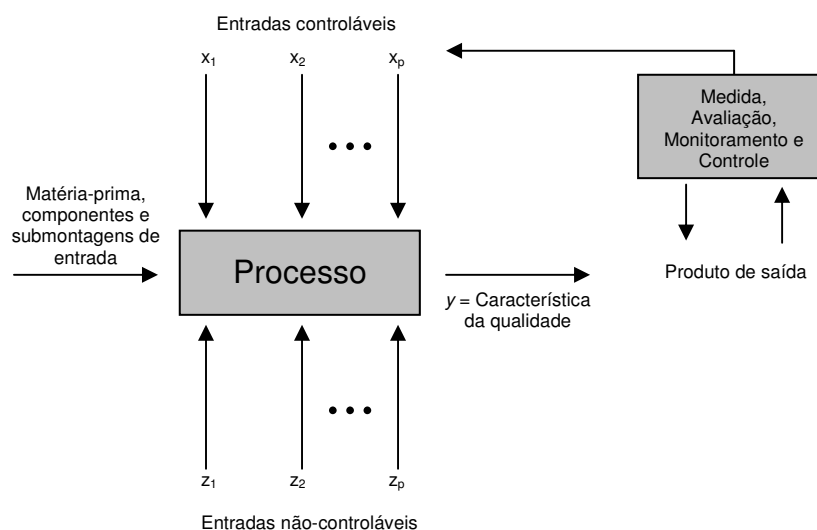 Entradas controláveis
x1
x2
xp
Medida,
Avaliação,
Monitoramento e
Controle
Matéria-prima,
componentes e
submontagens de
entrada
Processo
Produto de saída
y = Característica
da qualidade
z1
z2
zp
Entradas não-controláveis